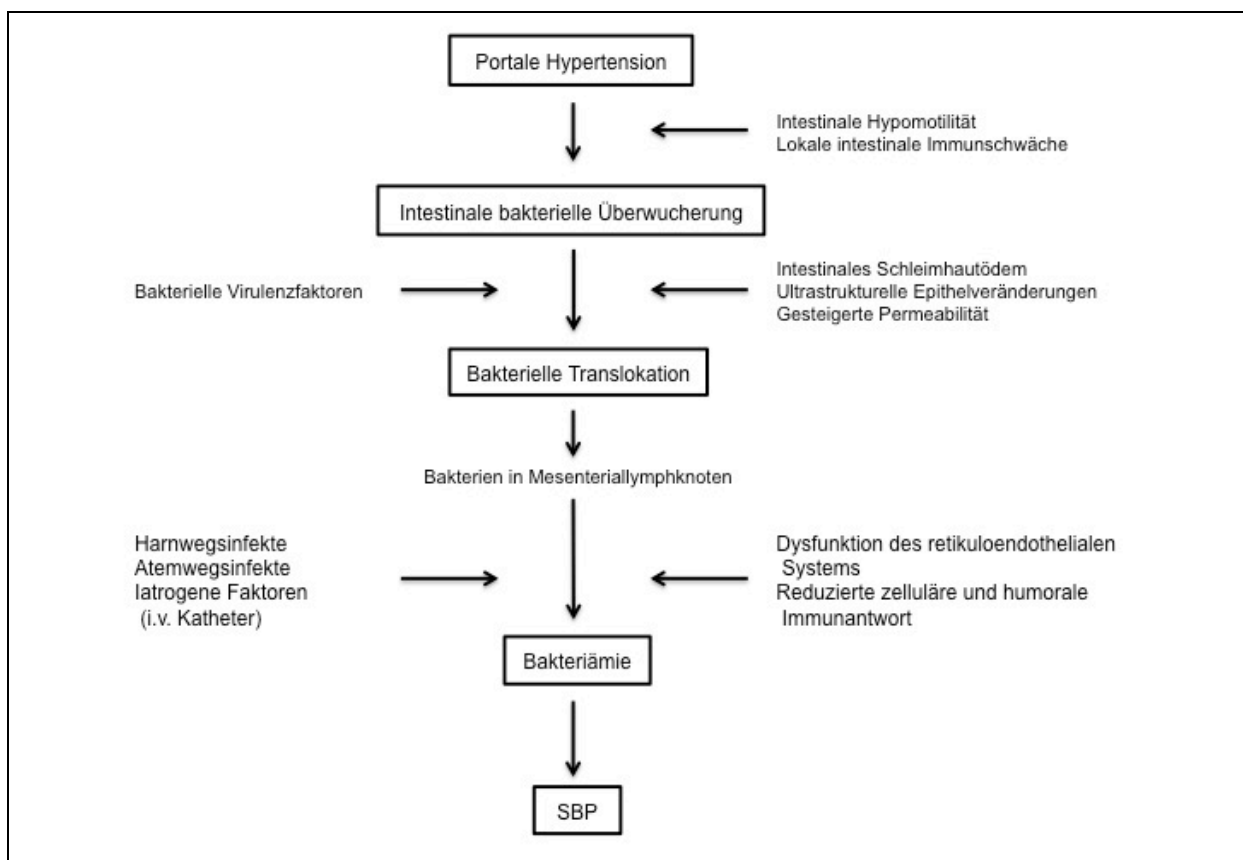 Portale Hypertension
Intestinale Hypomotilität
Lokale intestinale Immunschwäche
Intestinale bakterielle Überwucherung
Bakterielle Virulenzfaktoren
Intestinales Schleimhautödem
Ultrastrukturelle Epithelveränderungen
Gesteigerte Permeabilität
Bakterielle Translokation
Bakterien in Mesenteriallymphknoten
Harnwegsinfekte
Atemwegsinfekte
Iatrogene Faktoren
(i.v. Katheter)
Dysfunktion des retikuloendothelialen
Systems
Reduzierte zelluläre und humorale
Immunantwort
Bakteriämie
SBP